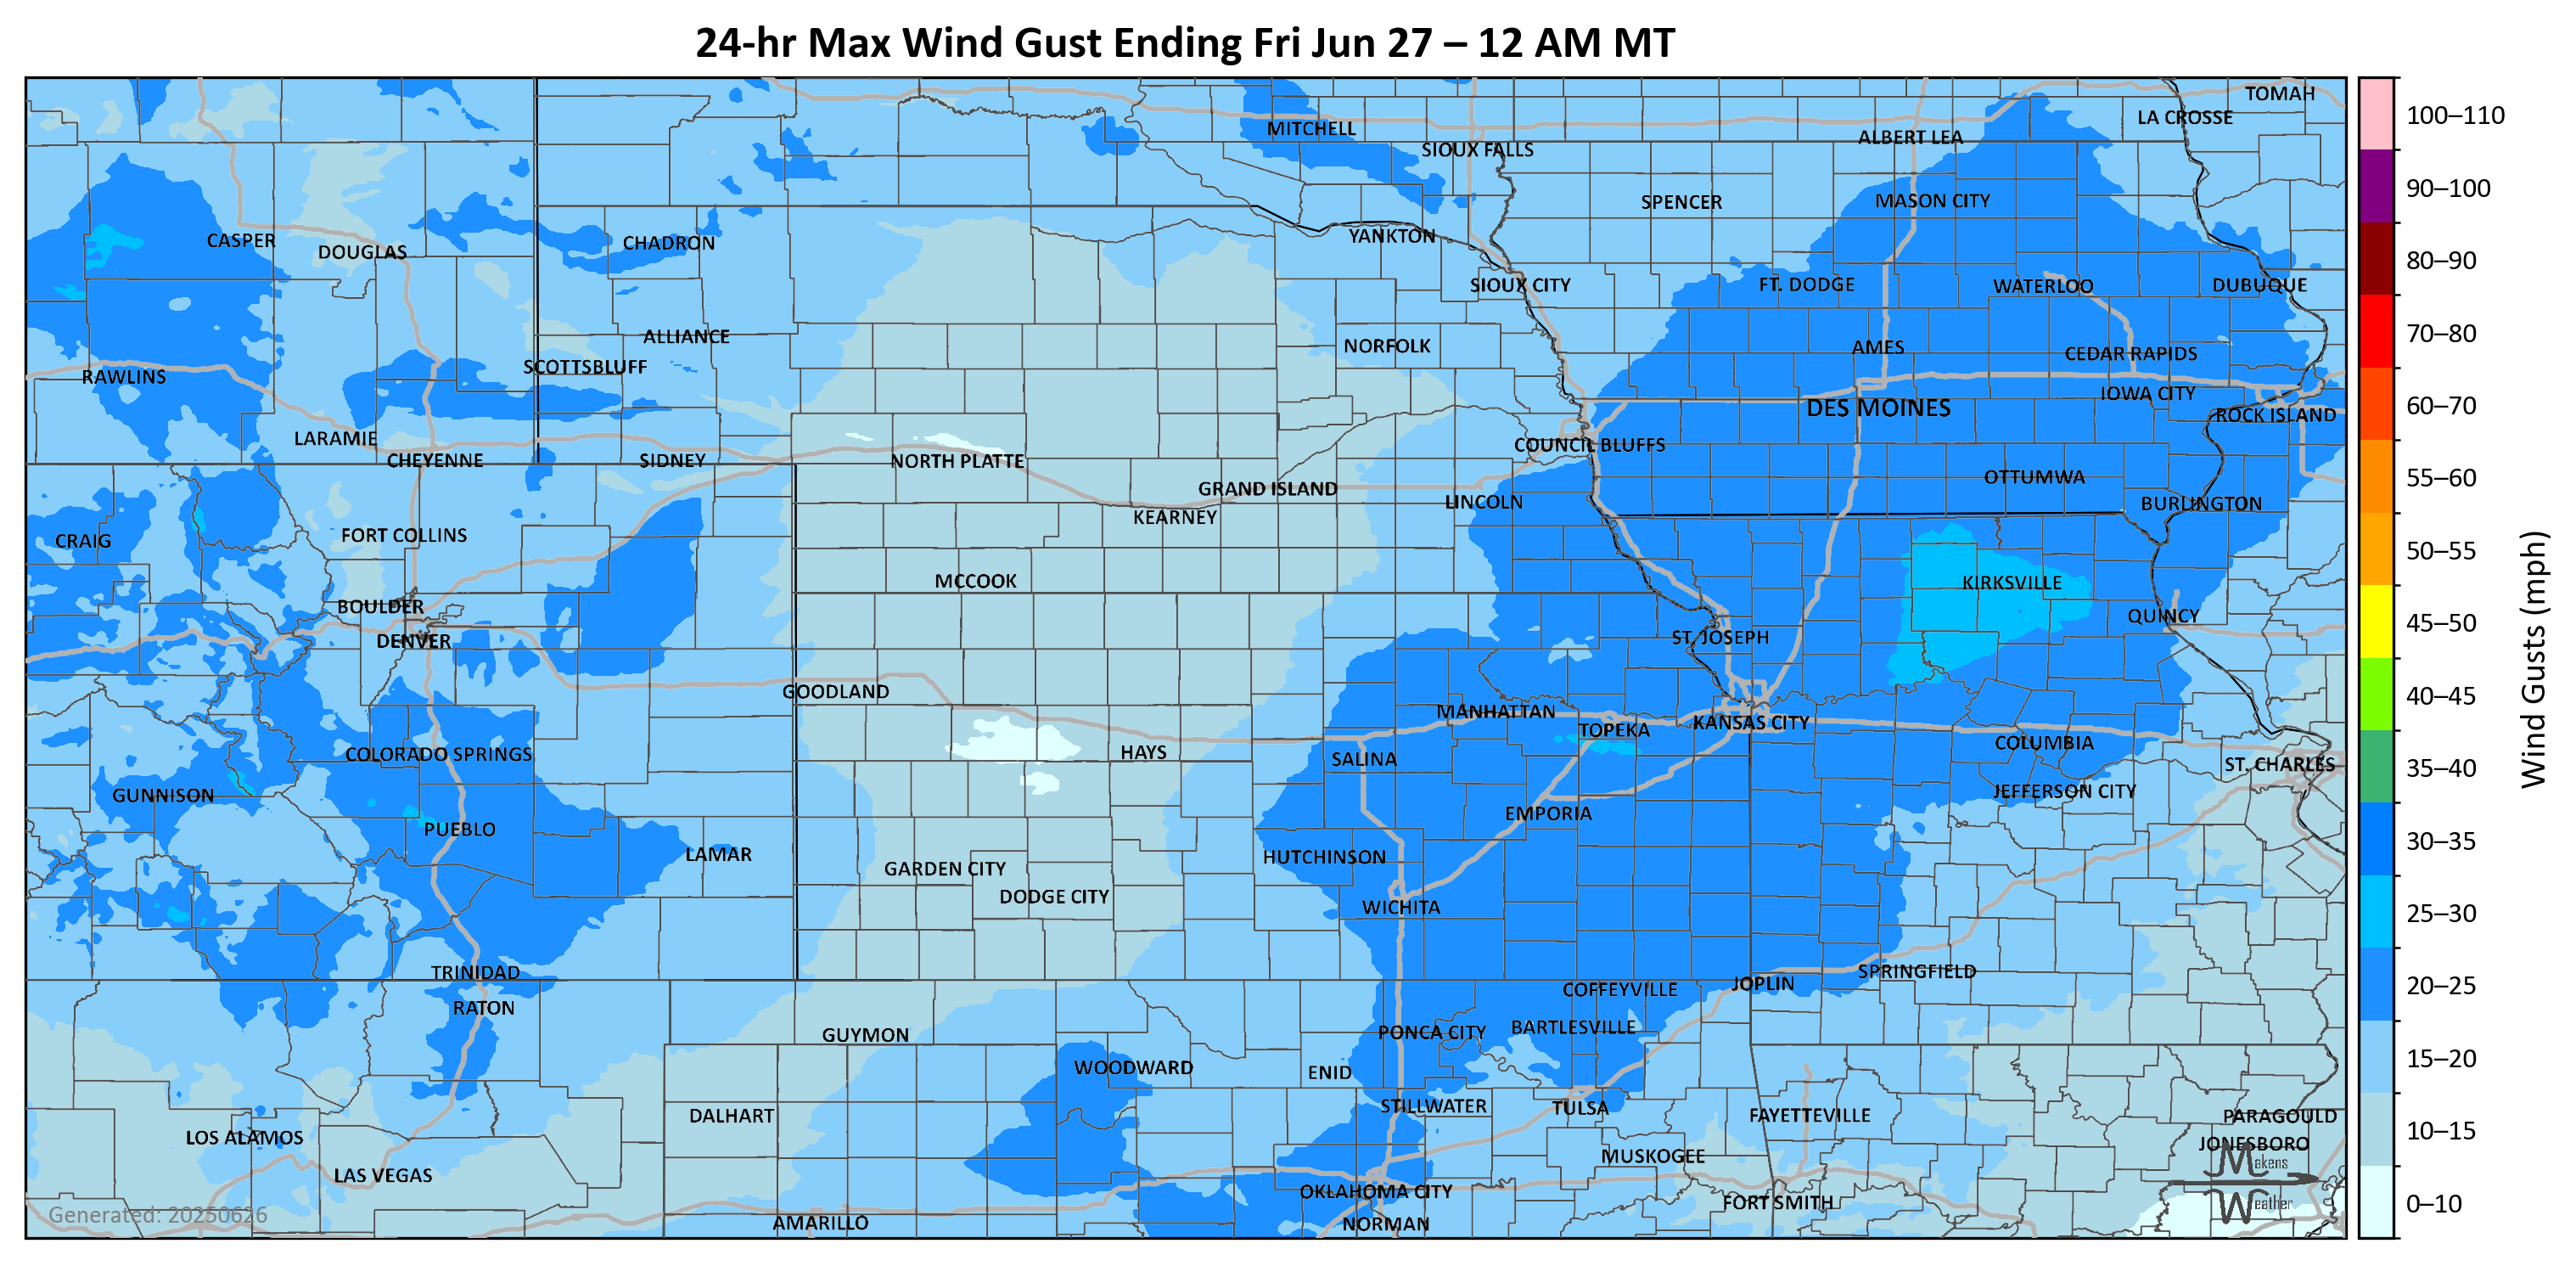 24-hr Max Wind Gust Ending Fri Jun 27 – 12 AM MT
TOMAH
LA CROSSE
MITCHELL
ALBERT LEA
SIOUX FALLS
SPENCER
MASON CITY
YANKTON
CASPER
CHADRON
DOUGLAS
SIOUX CITY
FT. DODGE
WATERLOO
DUBUQUE
ALLIANCE
NORFOLK
AMES
CEDAR RAPIDS
SCOTTSBLUFF
RAWLINS
IOWA CITY
DES MOINES
ROCK ISLAND
LARAMIE
COUNCIL BLUFFS
CHEYENNE
SIDNEY
NORTH PLATTE
OTTUMWA
GRAND ISLAND
LINCOLN
BURLINGTON
KEARNEY
FORT COLLINS
CRAIG
MCCOOK
KIRKSVILLE
BOULDER
QUINCY
DENVER
ST. JOSEPH
GOODLAND
MANHATTAN
KANSAS CITY
TOPEKA
COLUMBIA
COLORADO SPRINGS
HAYS
SALINA
ST. CHARLES
GUNNISON
JEFFERSON CITY
EMPORIA
PUEBLO
LAMAR
HUTCHINSON
GARDEN CITY
DODGE CITY
WICHITA
TRINIDAD
SPRINGFIELD
JOPLIN
COFFEYVILLE
RATON
BARTLESVILLE
PONCA CITY
GUYMON
WOODWARD
ENID
STILLWATER
TULSA
DALHART
FAYETTEVILLE
PARAGOULD
LOS ALAMOS
JONESBORO
MUSKOGEE
LAS VEGAS
OKLAHOMA CITY
FORT SMITH
AMARILLO
NORMAN
Makens
Weather
Generated: 20250626
100–110
90–100
80–90
70–80
60–70
55–60
50–55
45–50
40–45
35–40
30–35
25–30
20–25
15–20
10–15
0–10
Wind Gusts (mph)